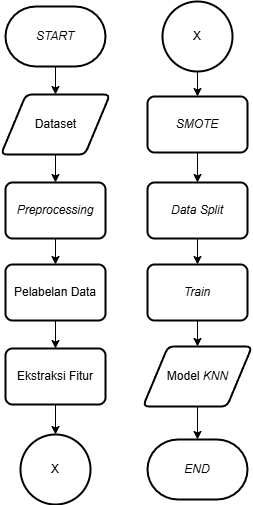 START
Dataset
Preprocessing
Pelabelan Data
Ekstraksi Fitur
X
X
SMOTE
Data Split
Train
Model KNN
END